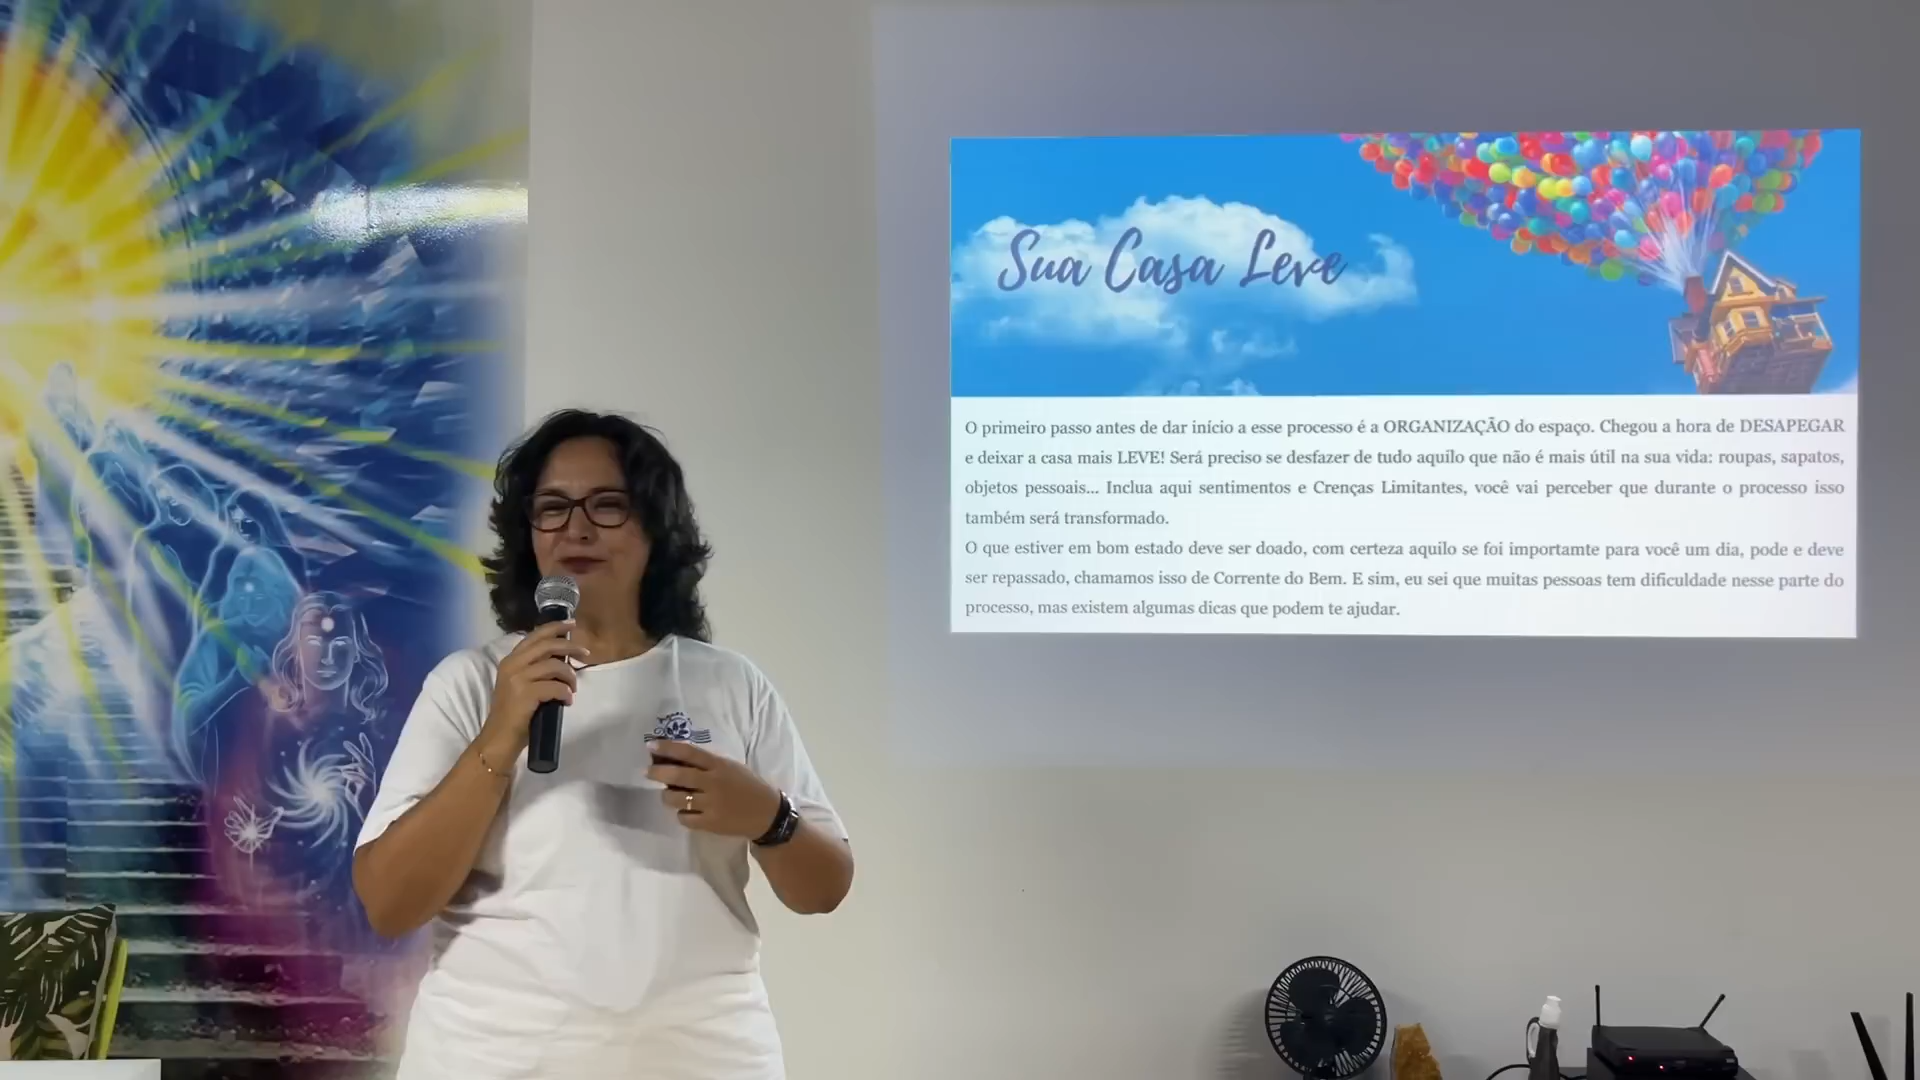 Sua Casa Leve
O primeiro passo antes de dar início a esse processo é a ORGANIZAÇÃO do espaço. Chegou a hora de DESAPEGAR
e deixar a casa mais LEVE! Será preciso se desfazer de tudo aquilo que não é mais útil na sua vida: roupas, sapatos,
objetos pessoais... Inclua aqui sentimentos e Crenças Limitantes, você vai perceber que durante o processo isso
também será transformado.
O que estiver em bom estado deve ser doado, com certeza aquilo se foi importamte para você um dia, pode e deve
ser repassado, chamamos isso de Corrente do Bem. E sim, eu sei que muitas pessoas tem dificuldade nesse parte do
processo, mas existem algumas dicas que podem te ajudar.